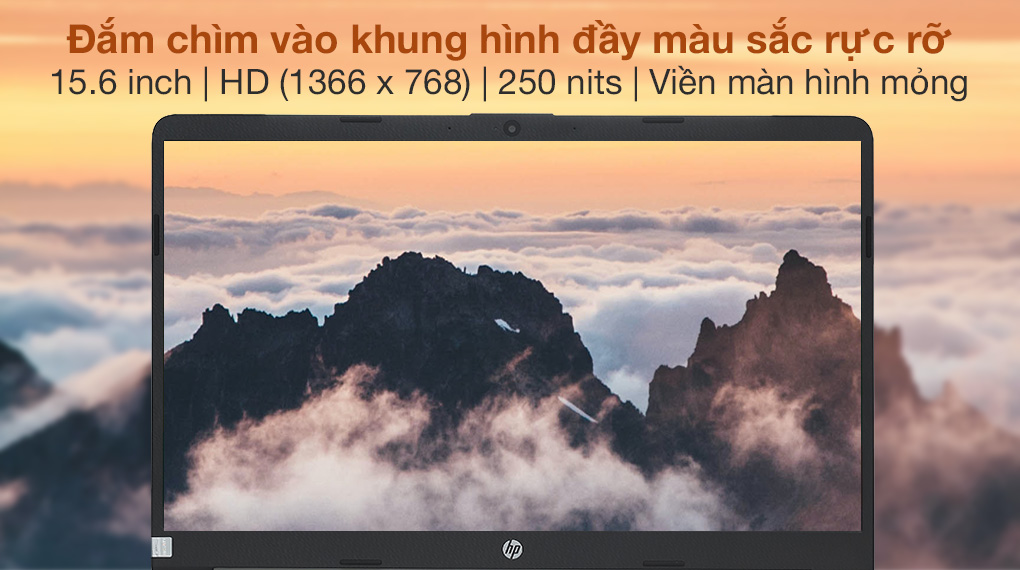 Đắm chìm vào khung hình đầy màu sắc rực rỡ
15.6 inch | HD (1366 x 768) | 250 nits | Viền màn hình mỏng
hp